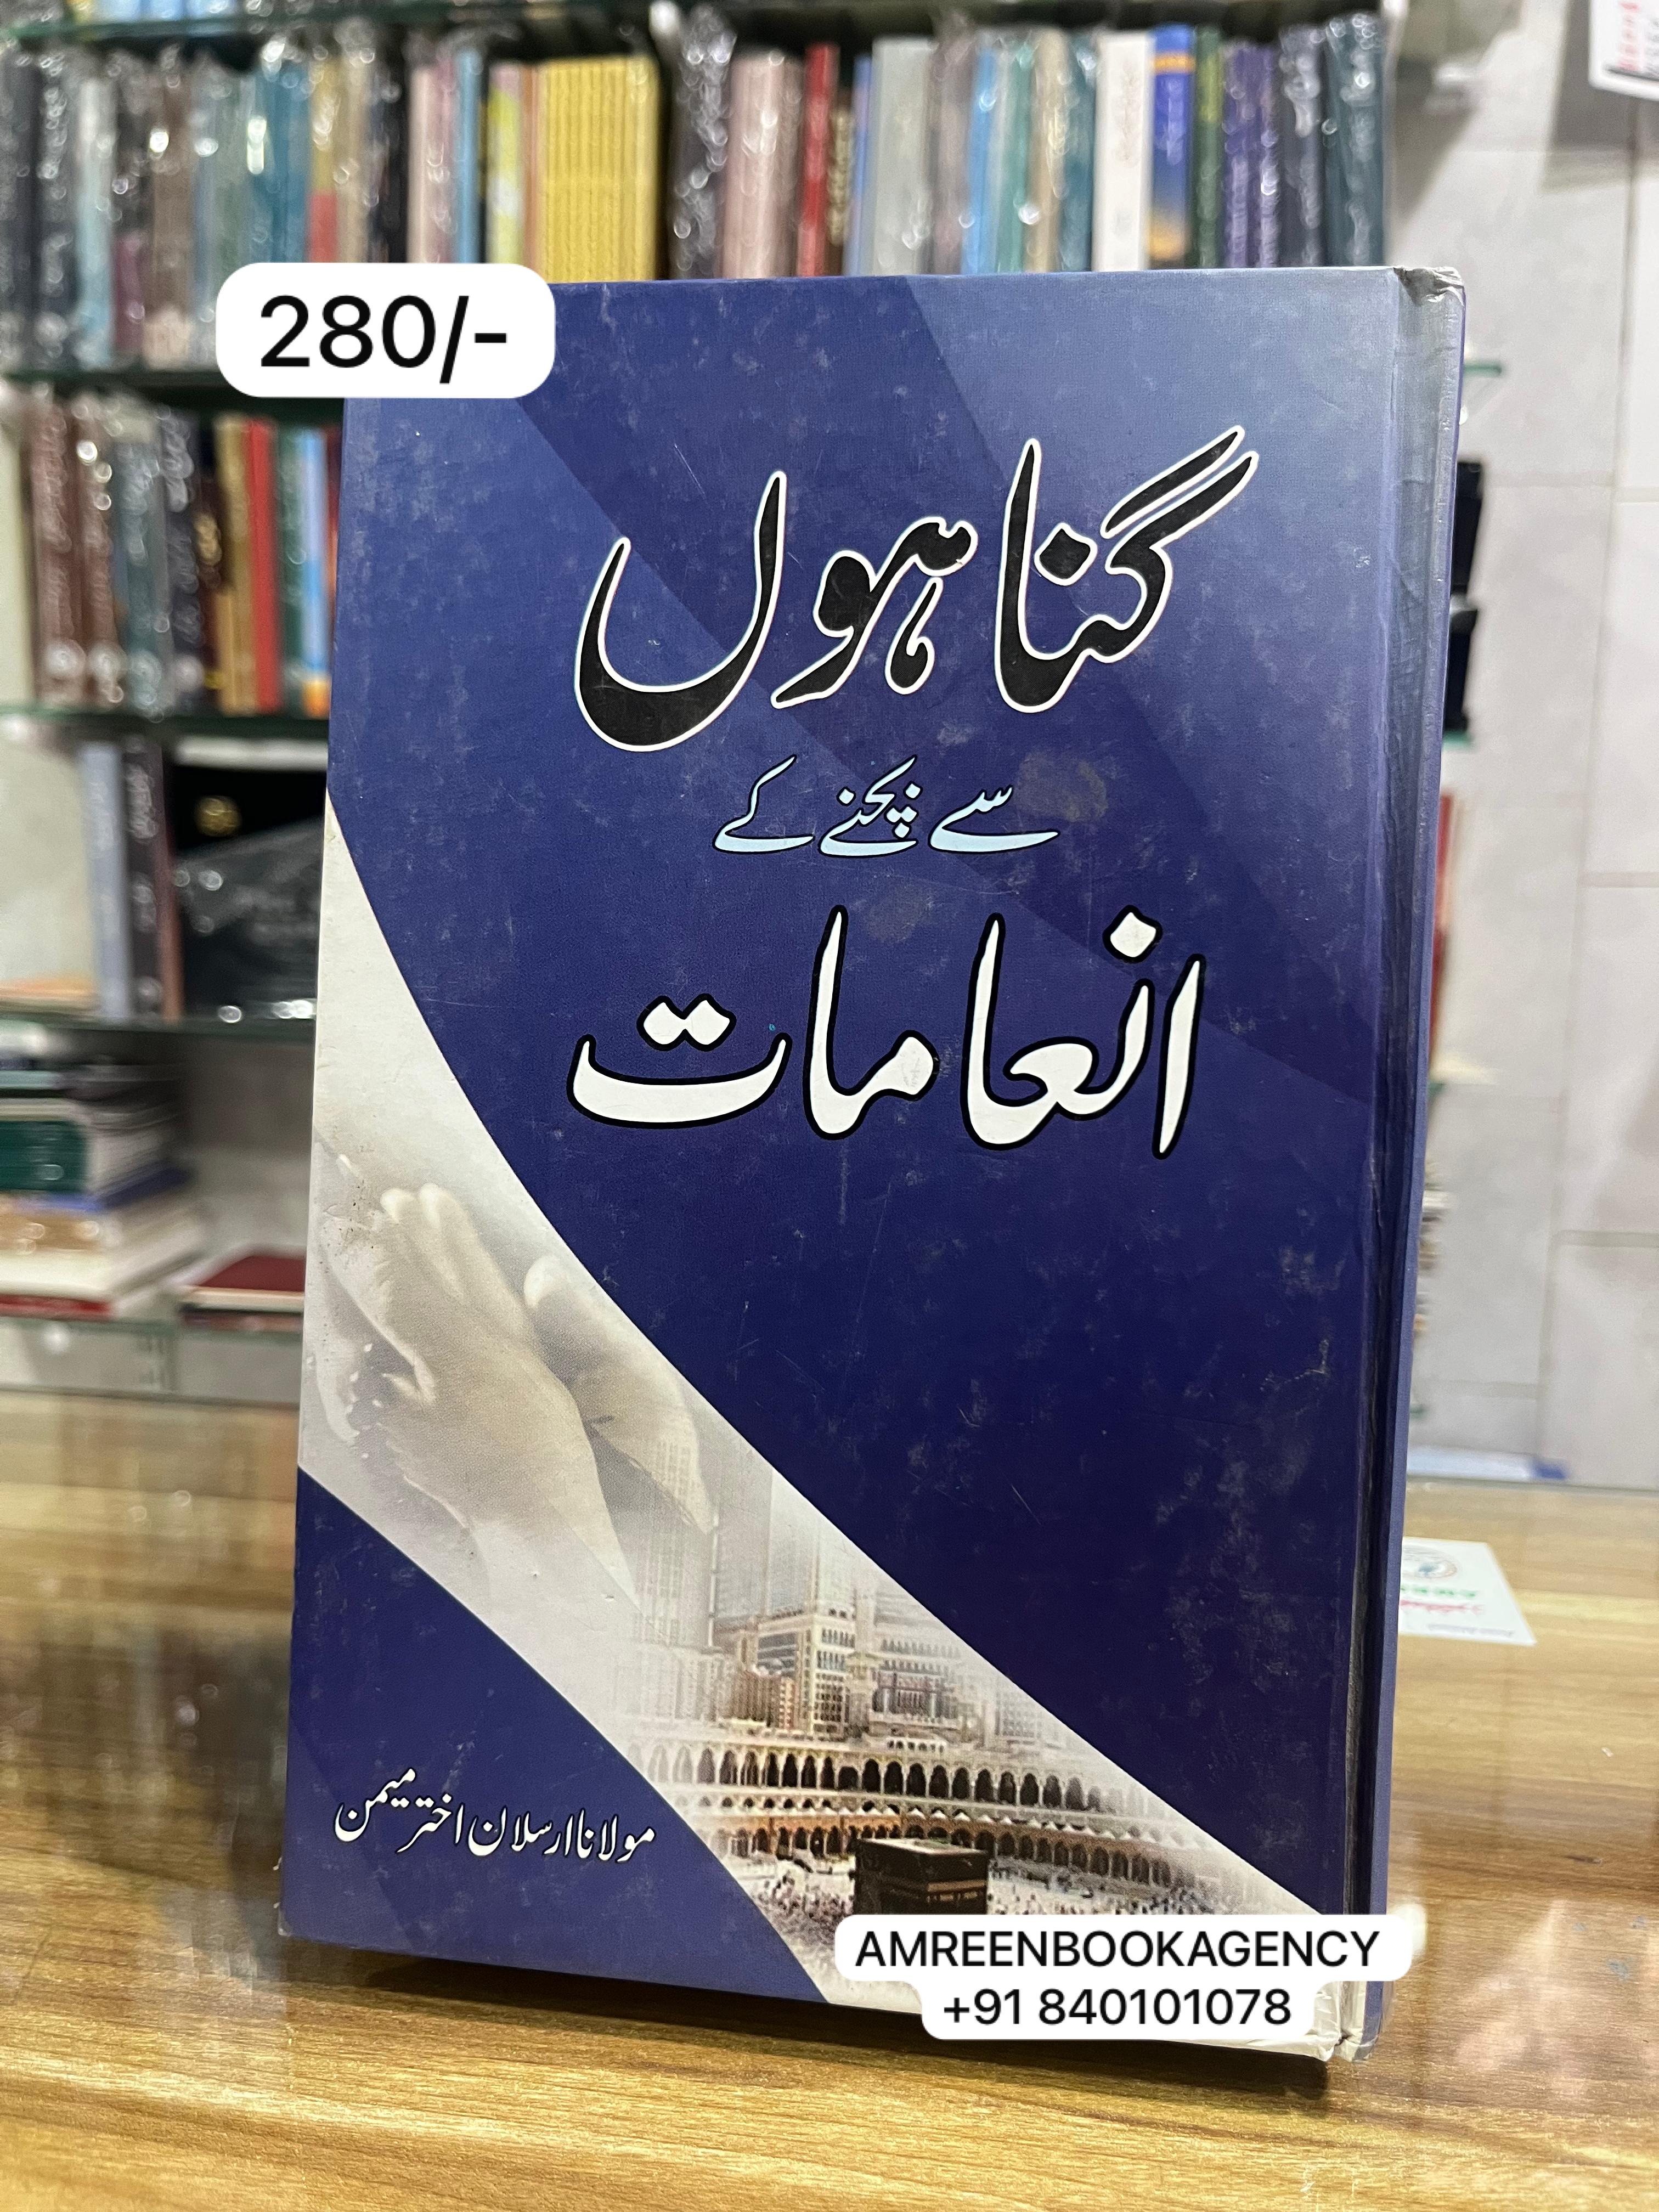 280/-
گناہوں
سے بچنے کے
انعامات
مولانا ارسلان اختر میمن
AMREENBOOKAGENCY
+91 840101078